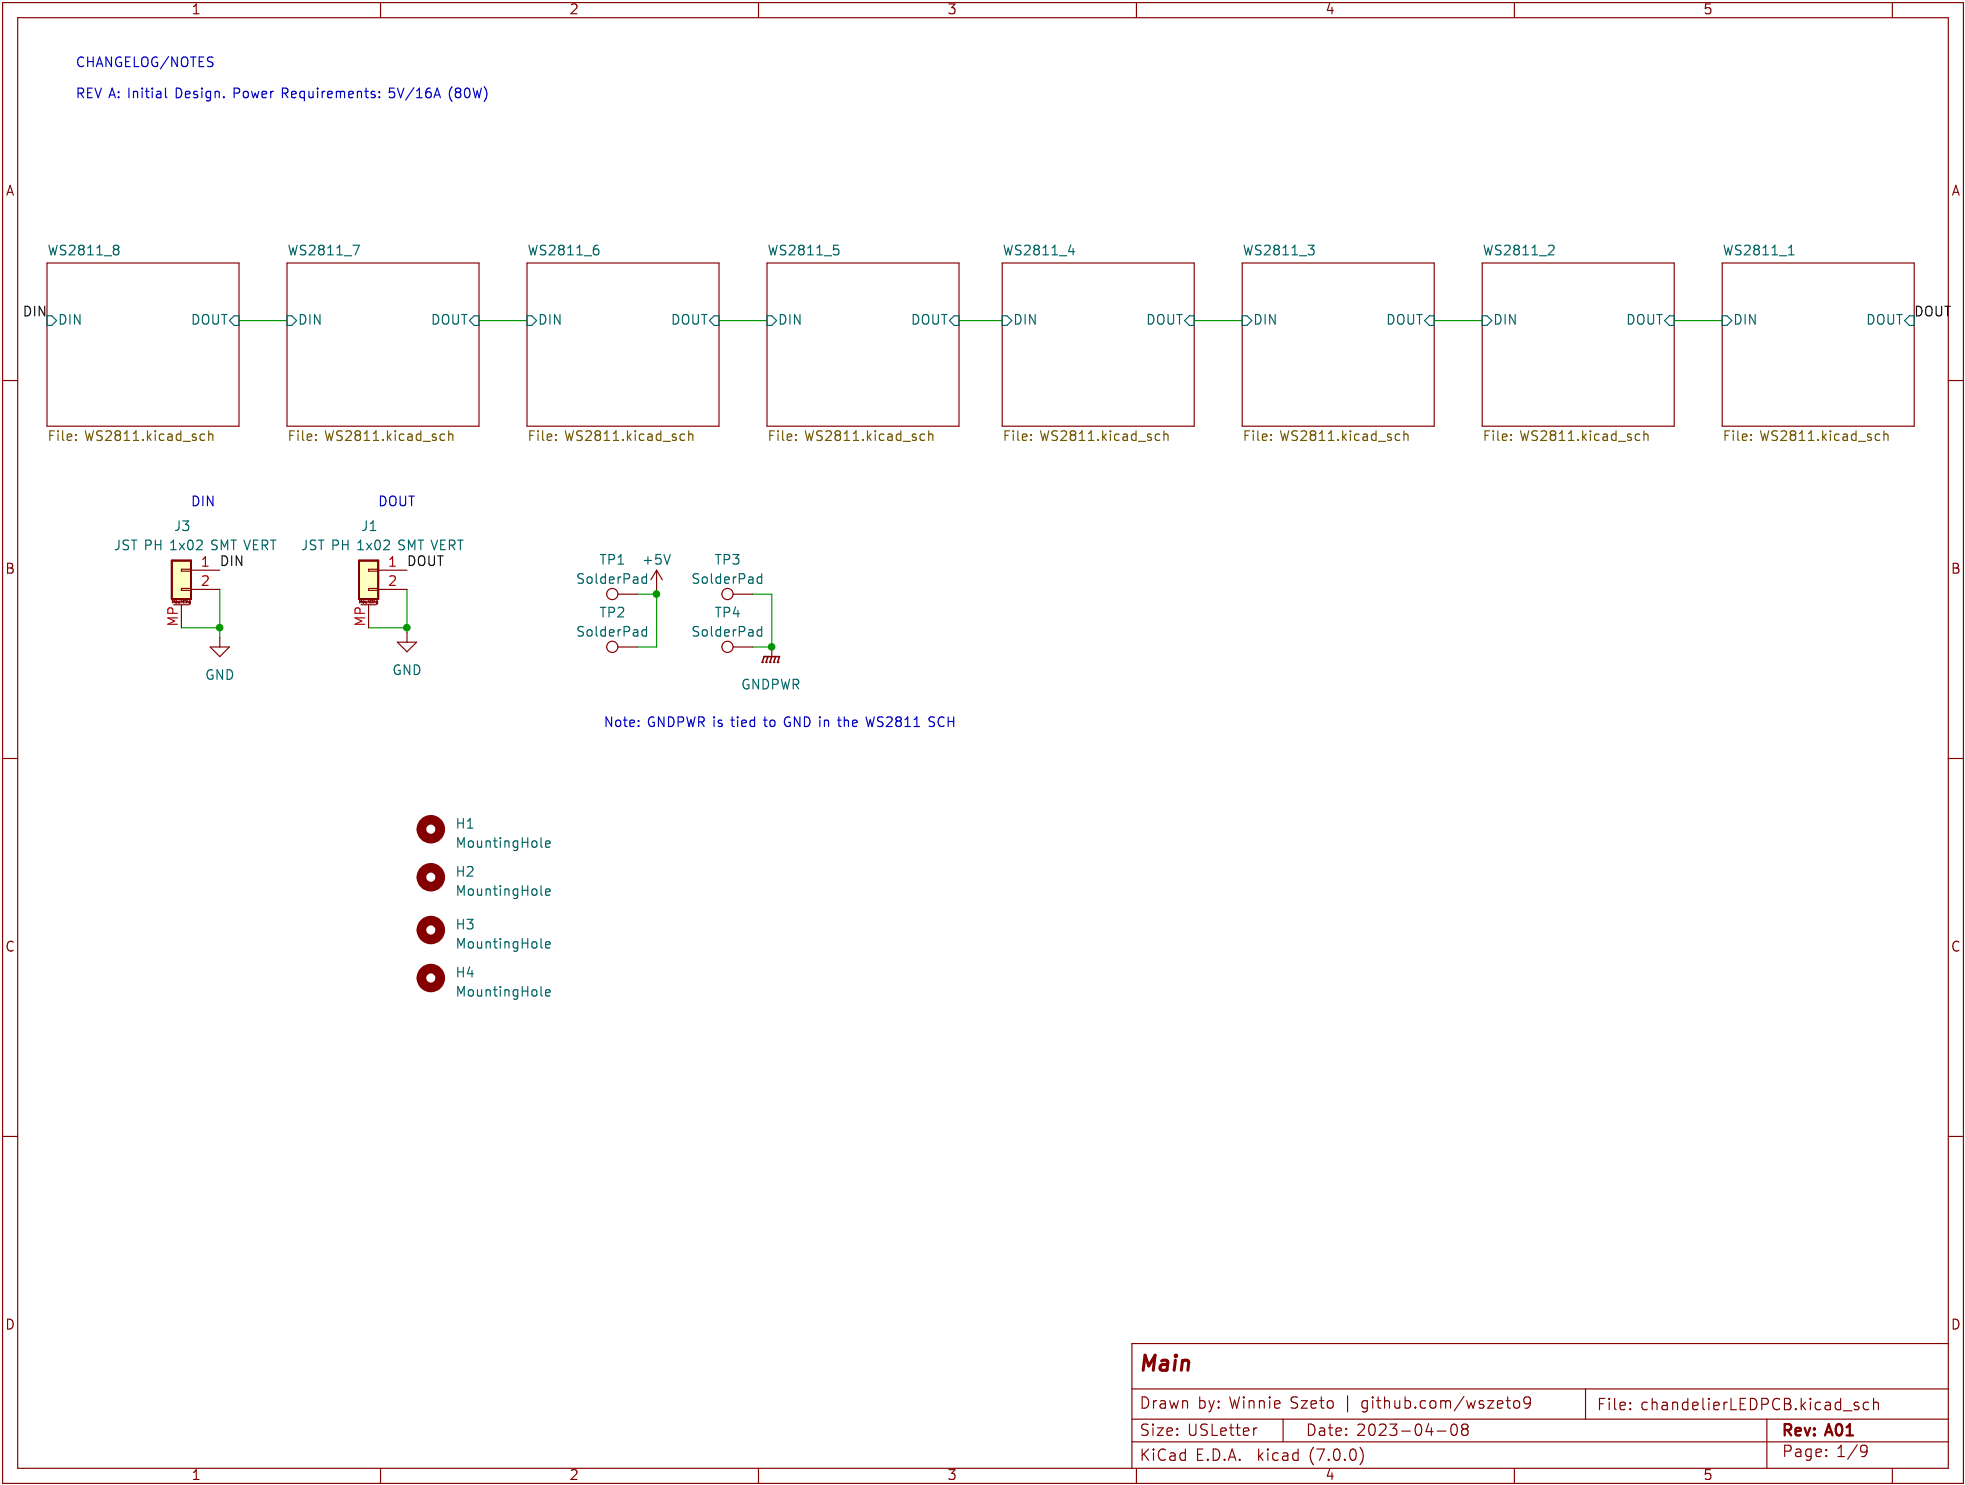 1 2 3 4 5
CHANGELOG/NOTES
REV A: Initial Design. Power Requirements: 5V/16A (80W)
A A
WS2811_8 WS2811_7 WS2811_6 WS2811_5 WS2811_4 WS2811_3 WS2811_2 WS2811_1
DIN DOUT
DIN DOUT DIN DOUT DIN DOUT DIN DOUT DIN DOUT DIN DOUT DIN DOUT DIN DOUT
File: WS2811.kicad_sch File: WS2811.kicad_sch File: WS2811.kicad_sch File: WS2811.kicad_sch File: WS2811.kicad_sch File: WS2811.kicad_sch File: WS2811.kicad_sch File: WS2811.kicad_sch
DIN DOUT
J3 J1
JST PH 1x02 SMT VERT JST PH 1x02 SMT VERT
1 DIN 1 DOUT
TP1 +5V TP3
B B
2 2
SolderPad SolderPad
MP MP
TP2 TP4
SolderPad SolderPad
GND GND
GNDPWR
Note: GNDPWR is tied to GND in the WS2811 SCH
H1
MountingHole
H2
MountingHole
H3
MountingHole
C C
H4
MountingHole
D D
Main
Drawn by: Winnie Szeto | github.com/wszeto9 File: chandelierLEDPCB.kicad_sch
Size: USLetter Date: 2023-04-08 Rev: A01
KiCad E.D.A. kicad (7.0.0) Page: 1/9
1 2 3 4 5